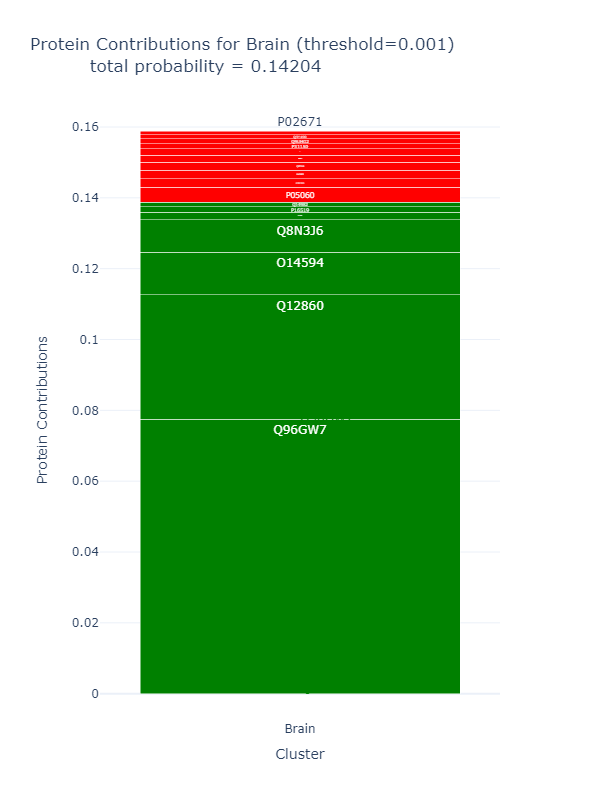 Protein Contributions for Brain (threshold=0.001)
total probability = 0.14204
P02671
0.16
0.14
0.12
0.1
0.08
0.06
0.04
0.02
0
Protein Contributions
P05060
P16519
Q8N3J6
O14594
Q12860
Q96GW7
Brain
Cluster